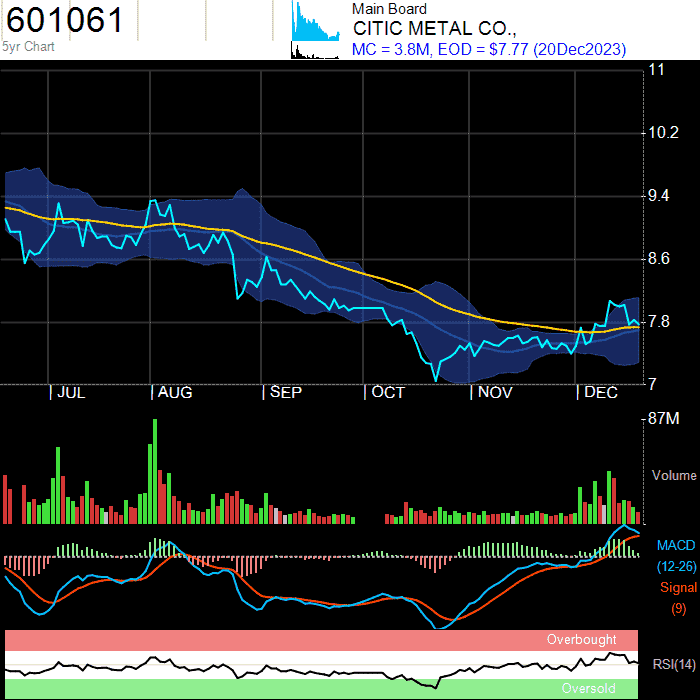 601061
5yr Chart
Main Board
CITIC METAL CO.,
MC = 3.8M, EOD = $7.77 (20Dec2023)
11
10.2
9.4
8.6
7.8
7
JUL AUG SEP OCT NOV DEC
87M
Volume
MACD
(12-26)
Signal
(9)
Overbought
RSI(14)
Oversold